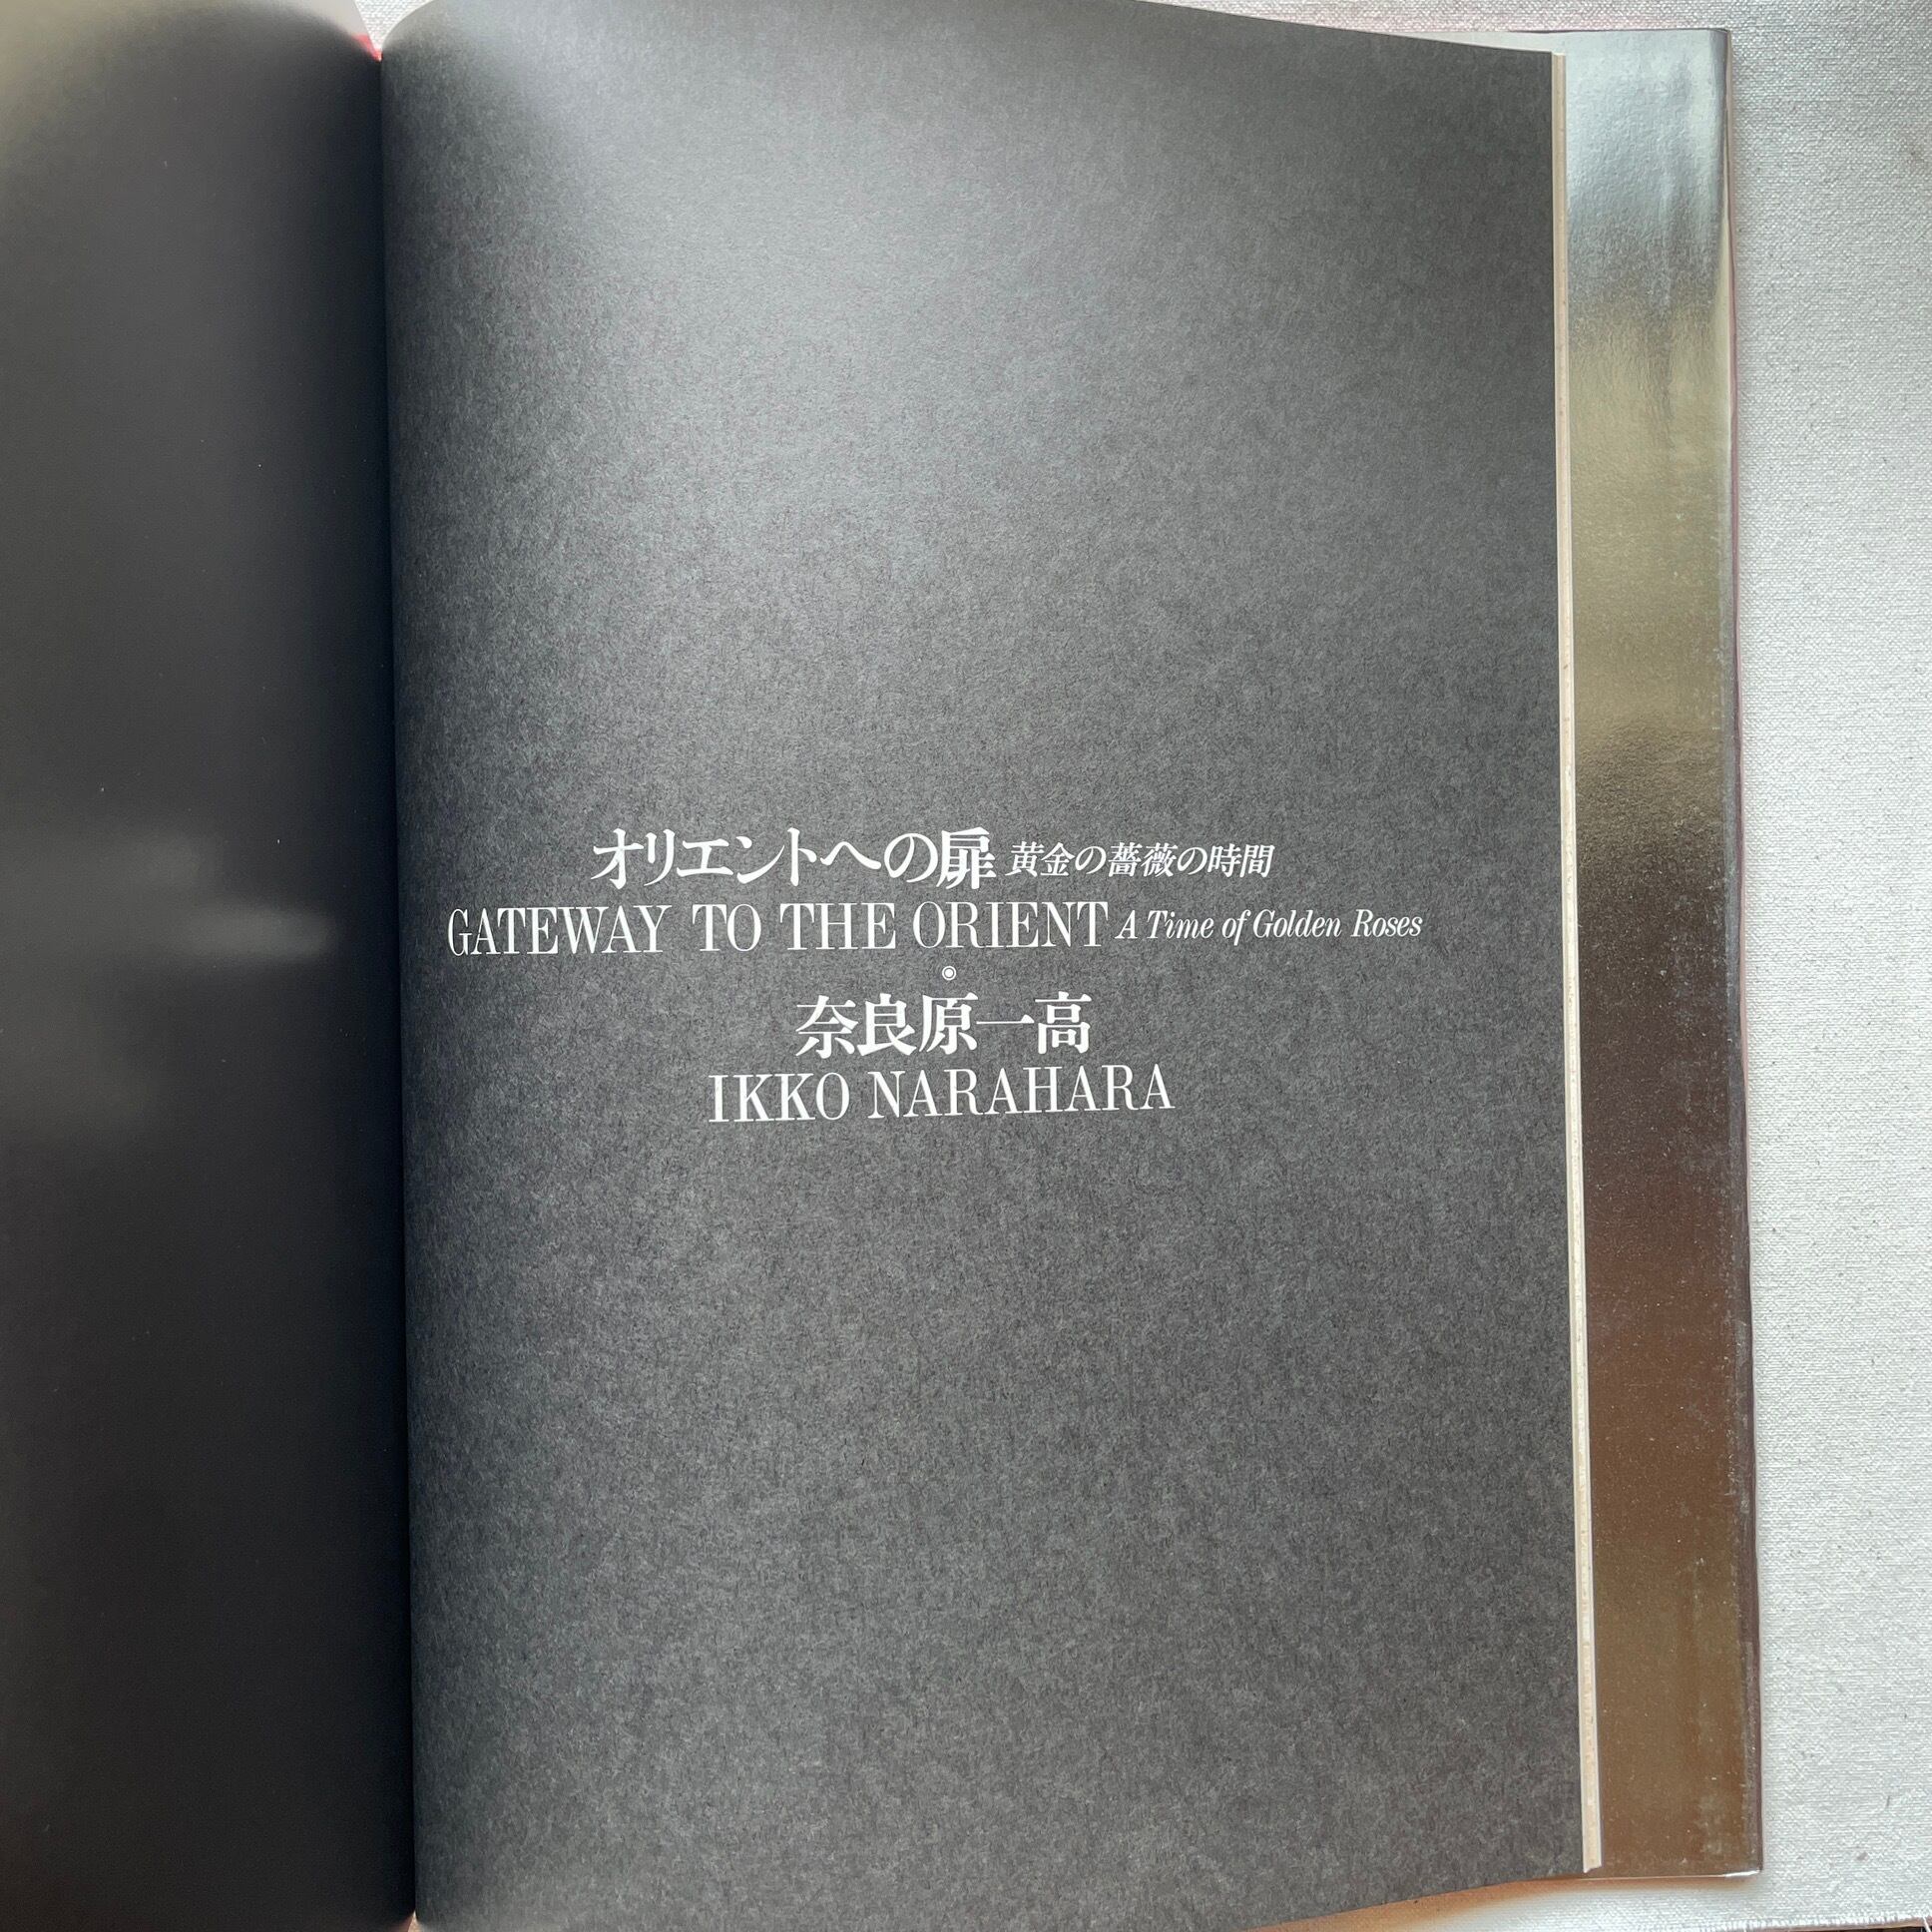 オリエントへの扉 黄金の薔薇の時間
GATEWAY TO THE ORIENT A Time of Golden Roses
奈良原一高
IKKO NARAHARA